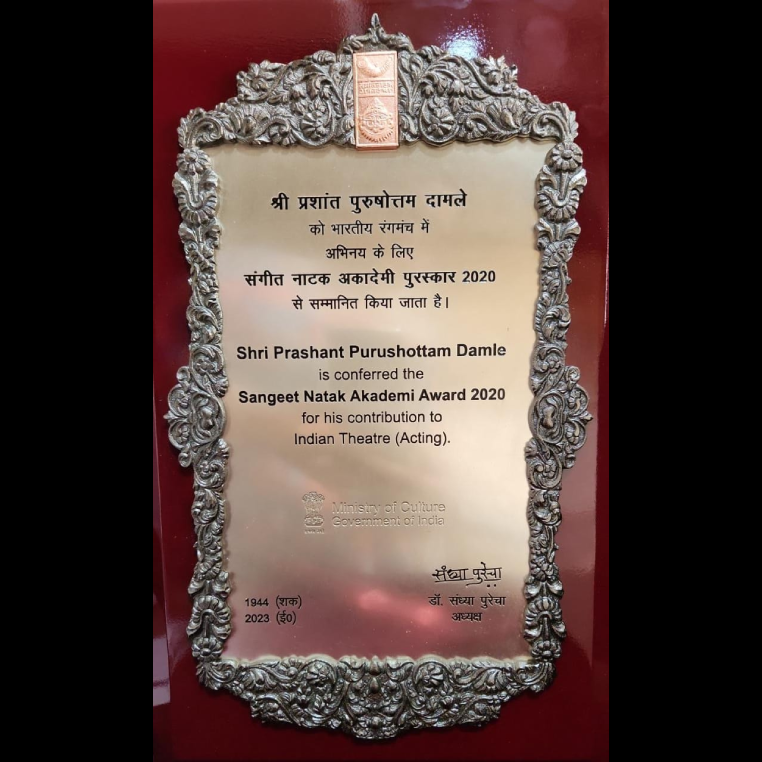 श्री प्रशांत पुरुषोत्तम दामले
को भारतीय रंगमंच में
अभिनय के लिए
संगीत नाटक अकादेमी पुरस्कार 2020
से सम्मानित किया जाता है।
Shri Prashant Purushottam Damle
is conferred the
Sangeet Natak Akademi Award 2020
for his contribution to
Indian Theatre (Acting).
Ministry of Culture
Government of India
संध्या पुरेचा
1944 (शक)
2023 (ई०)
डॉ. संध्या पुरेचा
अध्यक्ष